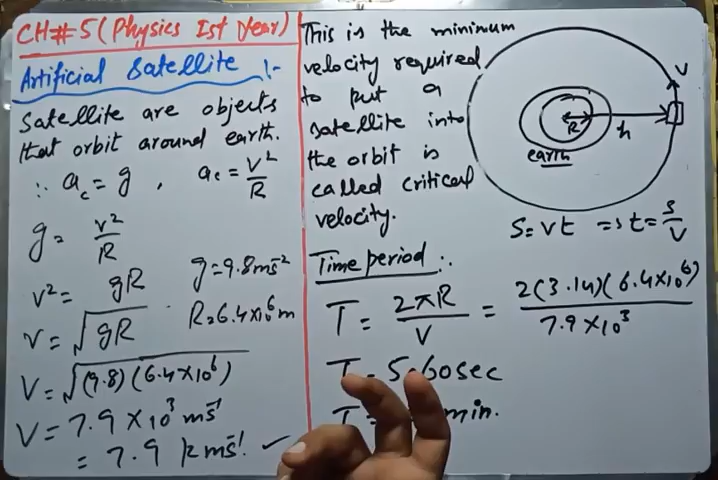 CH#5 (Physics Ist Year)
Artificial Satellite :-
Satellite are objects
that orbit around earth.
∴ a_c = g , a_c = V²/R
g = v²/R
v² = gR g = 9.8 ms⁻²
V = √gR R = 6.4×10⁶ m
V = √(9.8)(6.4×10⁶)
V = 7.9 × 10³ ms⁻¹
= 7.9 kms⁻¹. ✓
This is the minimum
velocity required
to put a
satellite into
the orbit is
called critical
velocity.
V
R
h
earth
S = Vt ⇒ t = S/V
Time period :.
T = 2πR/V = 2(3.14)(6.4×10⁶)/7.9×10³
T = 5060 sec
T = min.